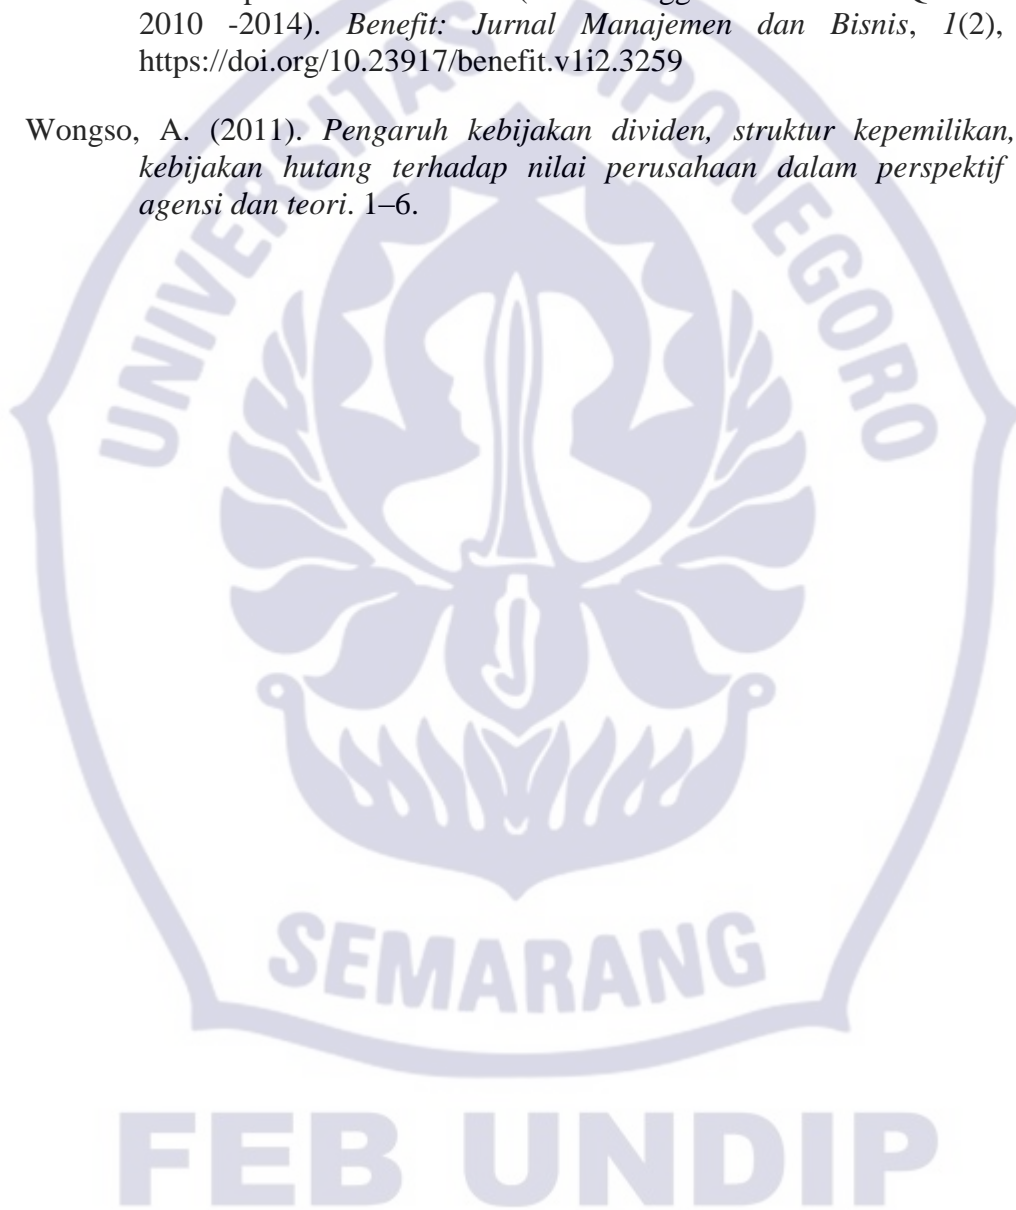 2010 -2014). Benefit: Jurnal Manajemen dan Bisnis, 1(2),
https://doi.org/10.23917/benefit.v1i2.3259
Wongso, A. (2011). Pengaruh kebijakan dividen, struktur kepemilikan,
kebijakan hutang terhadap nilai perusahaan dalam perspektif
agensi dan teori. 1–6.
UNIVERSITAS DIPONEGORO
SEMARANG
FEB UNDIP